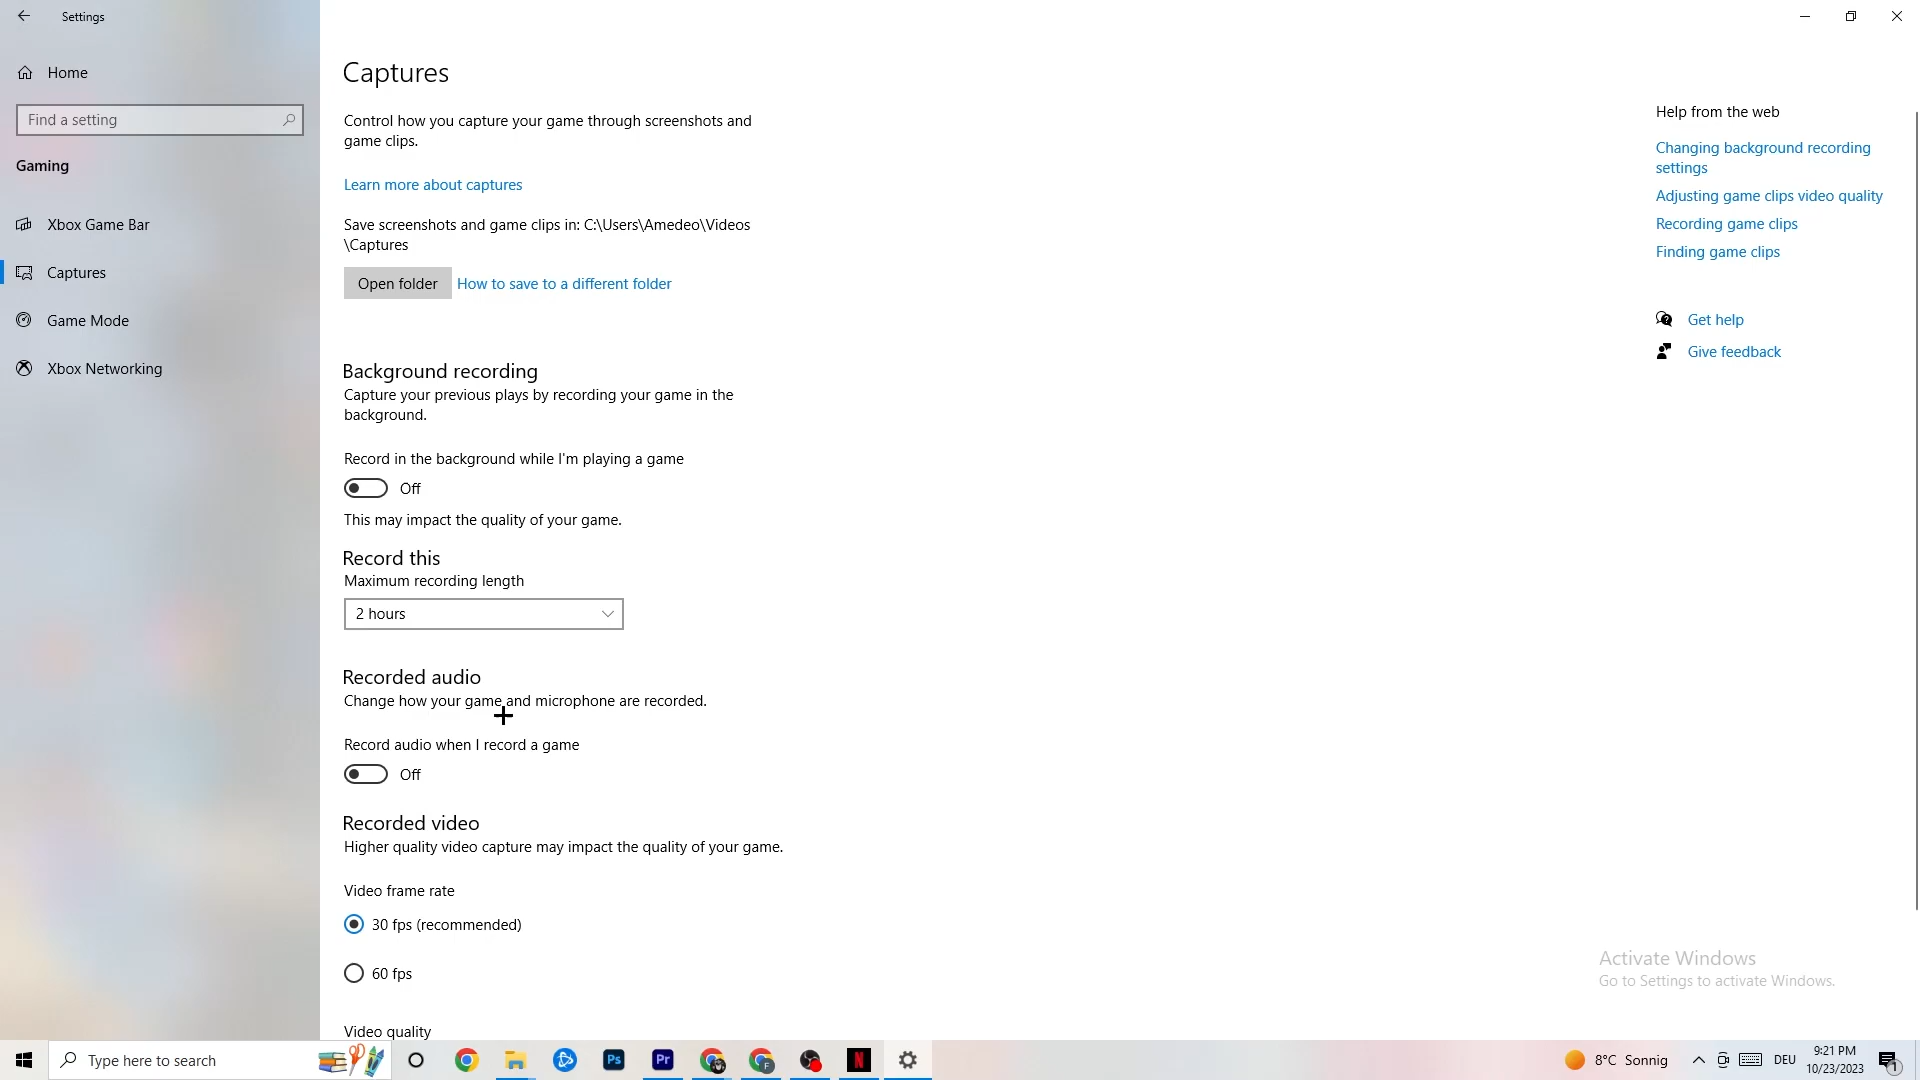 Settings
Home
Find a setting
Gaming
Xbox Game Bar
Captures
Game Mode
Xbox Networking
Captures
Control how you capture your game through screenshots and
game clips.
Learn more about captures
Save screenshots and game clips in: C:\Users\Amedeo\Videos
\Captures
Open folder
How to save to a different folder
Background recording
Capture your previous plays by recording your game in the
background.
Record in the background while I'm playing a game
Off
This may impact the quality of your game.
Record this
Maximum recording length
2 hours
Recorded audio
Change how your game and microphone are recorded.
Record audio when I record a game
Off
Recorded video
Higher quality video capture may impact the quality of your game.
Video frame rate
30 fps (recommended)
60 fps
Video quality
Help from the web
Changing background recording
settings
Adjusting game clips video quality
Recording game clips
Finding game clips
Get help
Give feedback
Activate Windows
Go to Settings to activate Windows.
Type here to search
Ps
Pr
F
N
8°C Sonnig
DEU
9:21 PM
10/23/2023
1